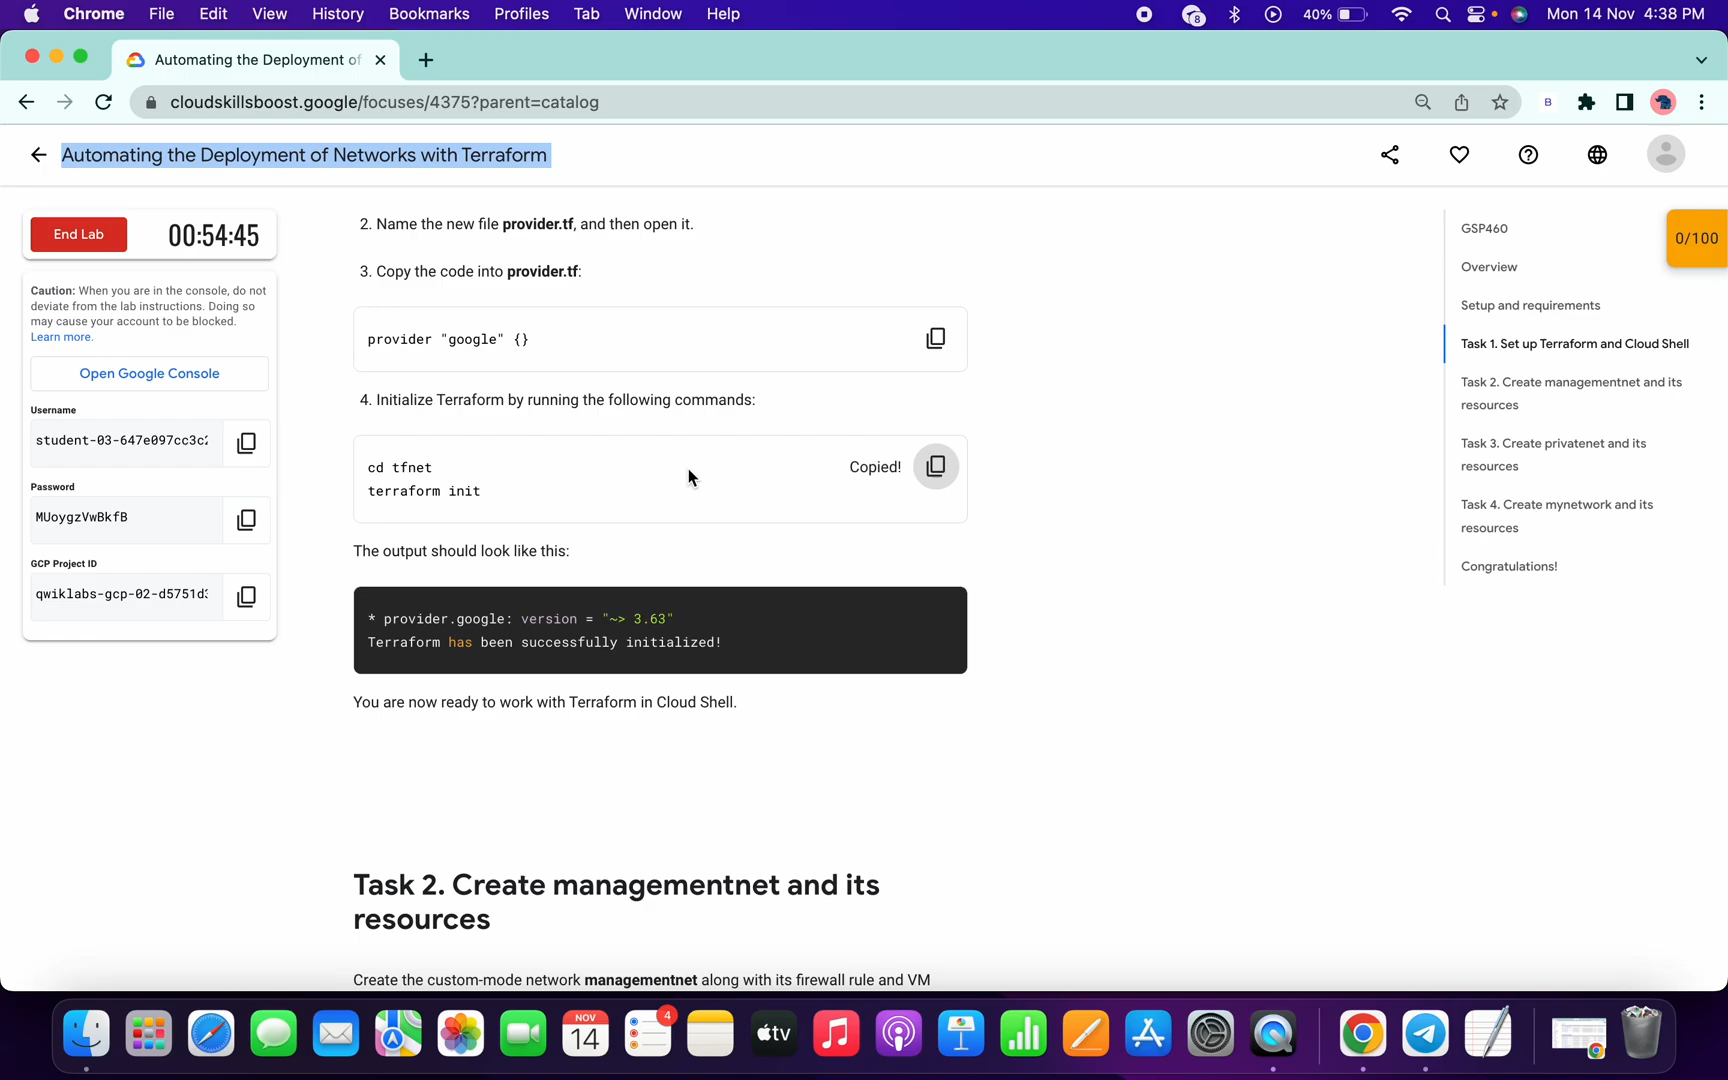 Chrome File Edit View History Bookmarks Profiles Tab Window Help
8
40%
Mon 14 Nov 4:38 PM
Automating the Deployment of
cloudskillsboost.google/focuses/4375?parent=catalog
B
Automating the Deployment of Networks with Terraform
End Lab
00:54:45
Caution: When you are in the console, do not
deviate from the lab instructions. Doing so
may cause your account to be blocked.
Learn more.
Open Google Console
Username
student-03-647e097cc3c2
Password
MUoygzVwBkfB
GCP Project ID
qwiklabs-gcp-02-d5751d3
2. Name the new file provider.tf, and then open it.
3. Copy the code into provider.tf:
provider "google" {}
4. Initialize Terraform by running the following commands:
cd tfnet
terraform init
Copied!
The output should look like this:
* provider.google: version = "~> 3.63"
Terraform has been successfully initialized!
You are now ready to work with Terraform in Cloud Shell.
Task 2. Create managementnet and its
resources
Create the custom-mode network managementnet along with its firewall rule and VM
GSP460
Overview
Setup and requirements
Task 1. Set up Terraform and Cloud Shell
Task 2. Create managementnet and its
resources
Task 3. Create privatenet and its
resources
Task 4. Create mynetwork and its
resources
Congratulations!
0/100
NOV
14
4
tv